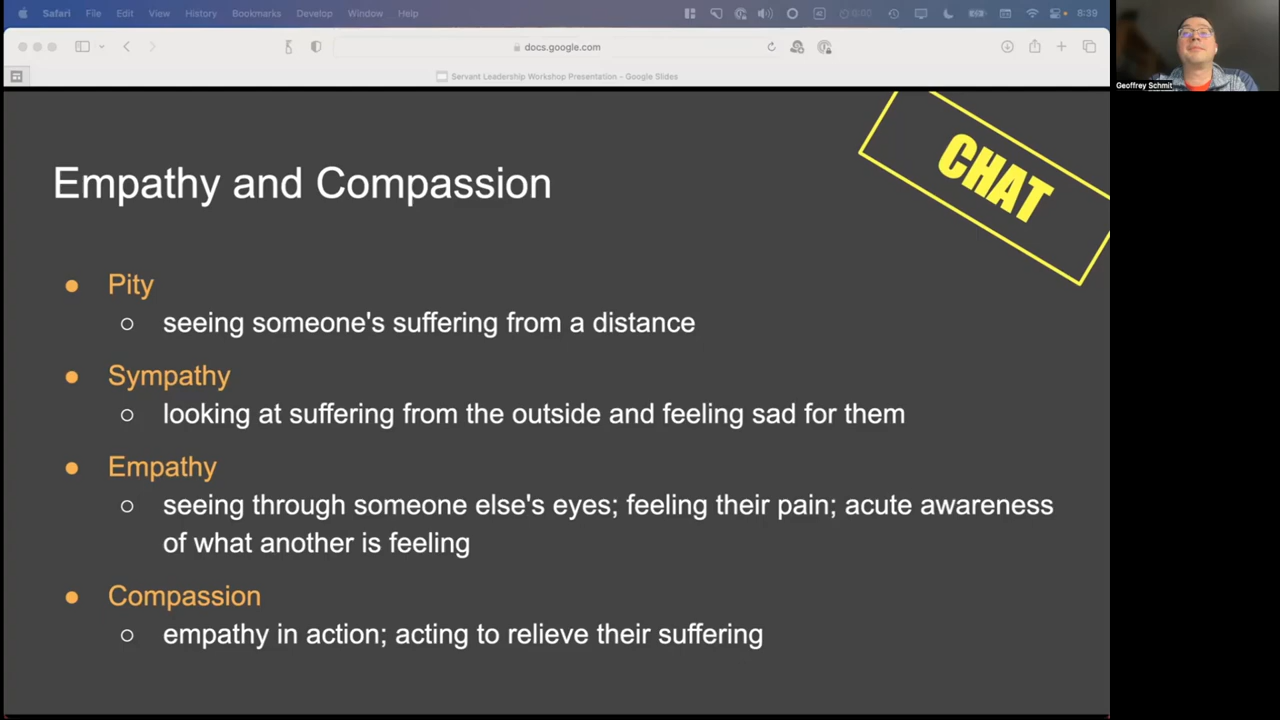 Safari File Edit View History Bookmarks Develop Window Help 8:39
docs.google.com
Servant Leadership Workshop Presentation – Google Slides
Geoffrey Schmit
CHAT
Empathy and Compassion
● Pity
○ seeing someone's suffering from a distance
● Sympathy
○ looking at suffering from the outside and feeling sad for them
● Empathy
○ seeing through someone else's eyes; feeling their pain; acute awareness
of what another is feeling
● Compassion
○ empathy in action; acting to relieve their suffering